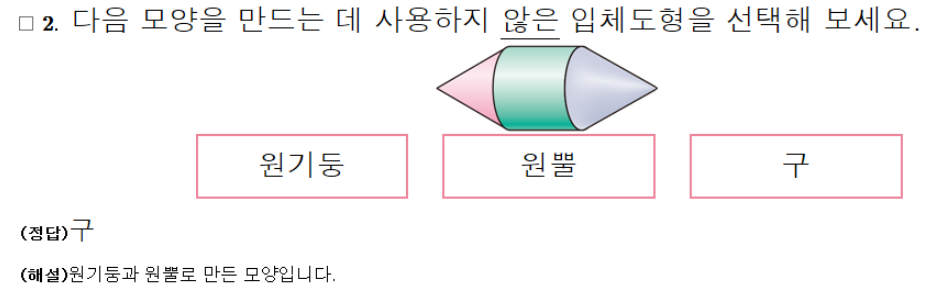 □ 2. 다음 모양을 만드는 데 사용하지 않은 입체도형을 선택해 보세요.
원기둥 원뿔 구
(정답)구
(해설)원기둥과 원뿔로 만든 모양입니다.